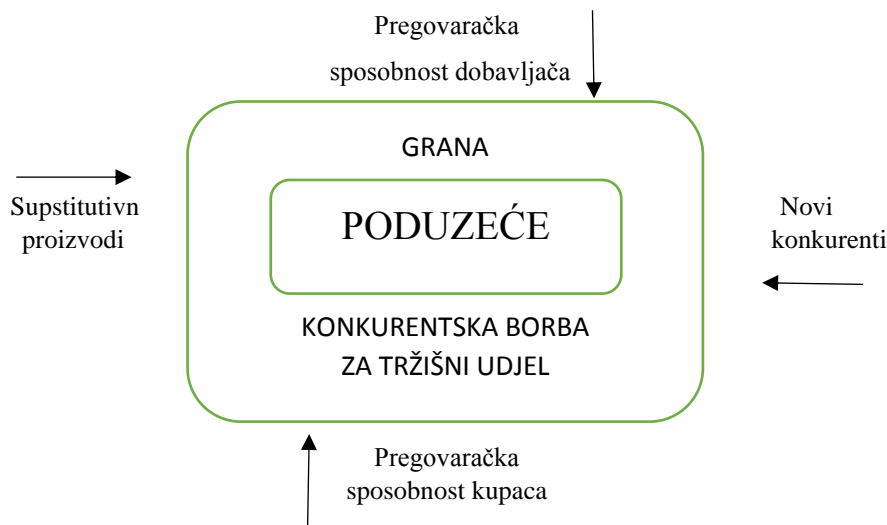 Pregovaračka
sposobnost dobavljača
GRANA
Supstitutivn
proizvodi
PODUZEĆE
Novi
konkurenti
KONKURENTSKA BORBA
ZA TRŽIŠNI UDJEL
Pregovaračka
sposobnost kupaca